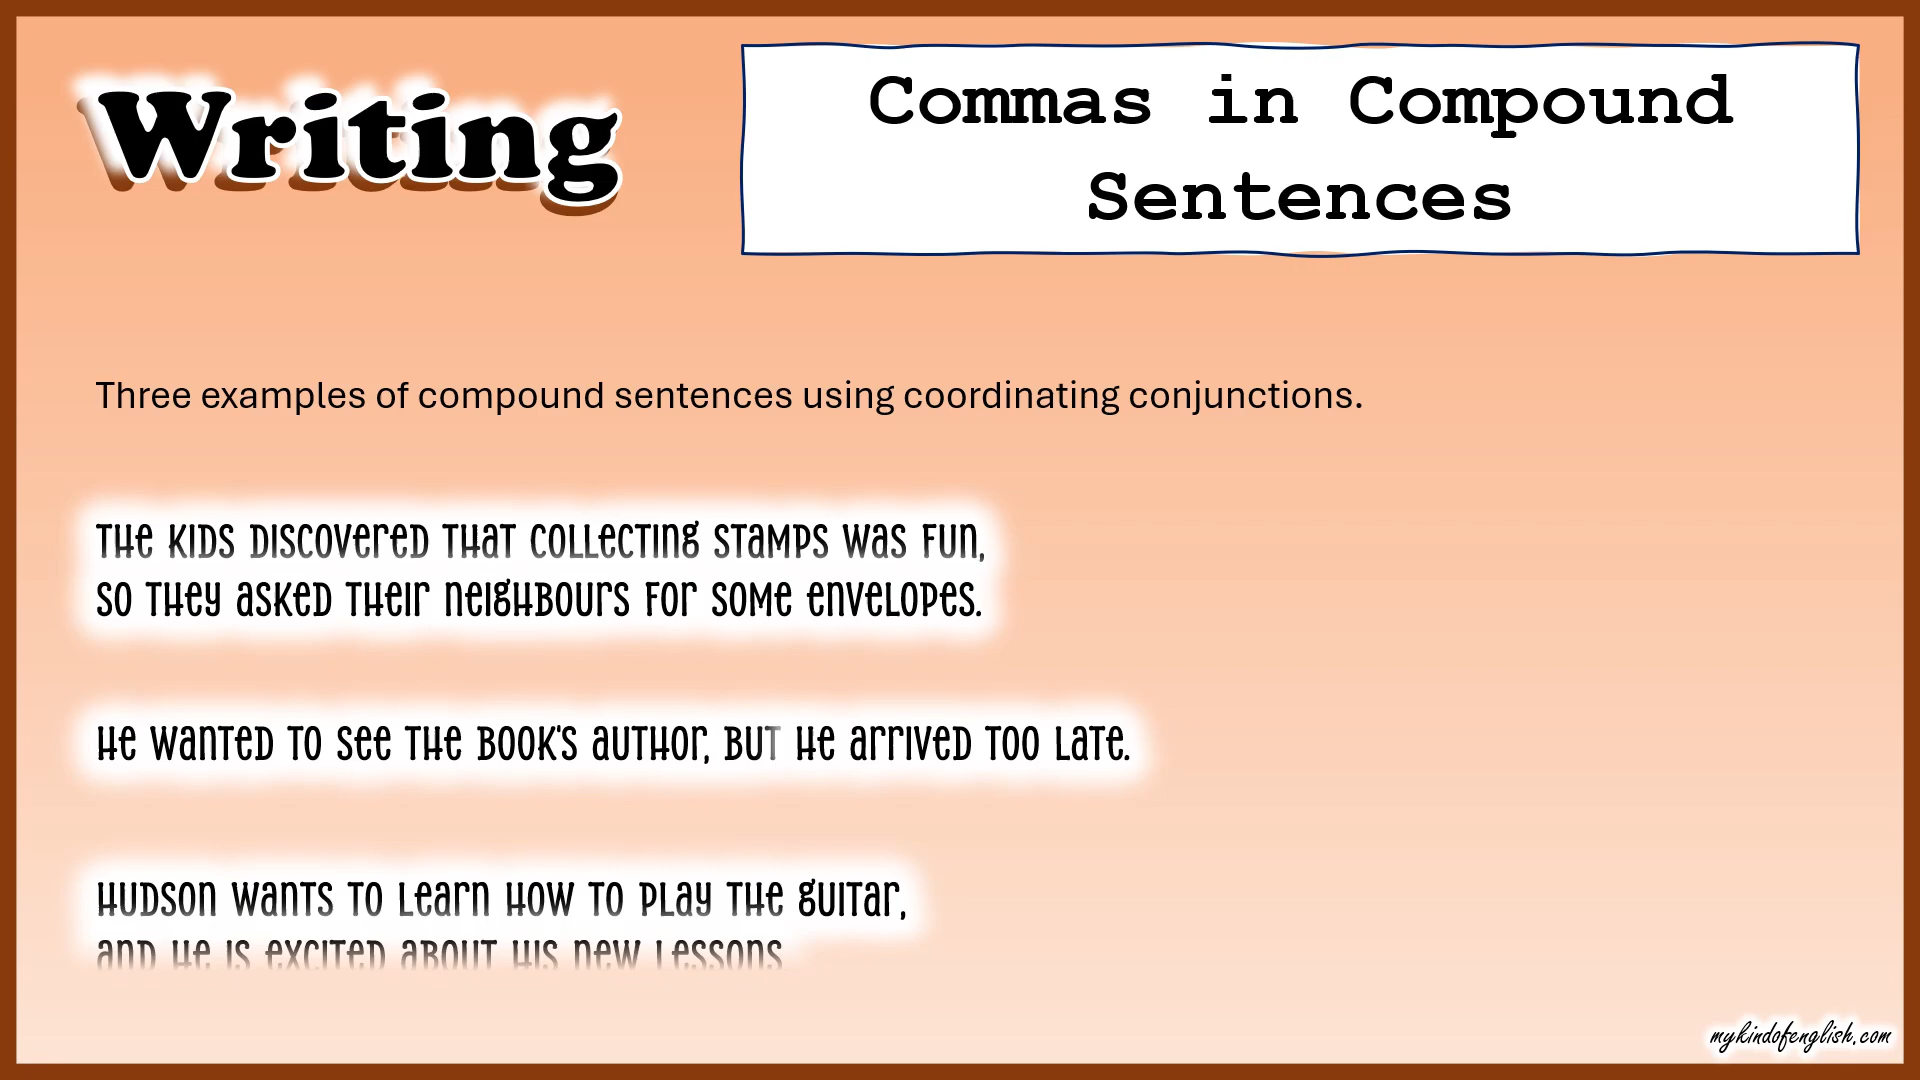 Writing
Commas in Compound
Sentences
Three examples of compound sentences using coordinating conjunctions.
The kids discovered that collecting stamps was fun,
so they asked their neighbours for some envelopes.
He wanted to see the book's author, but he arrived too late.
Hudson wants to learn how to play the guitar,
and he is excited about his new lessons
mykindofenglish.com